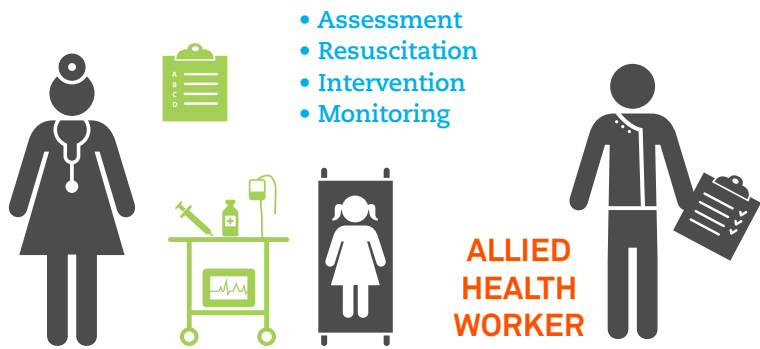 • Assessment
• Resuscitation
• Intervention
• Monitoring
A
B
C
D
ALLIED
HEALTH
WORKER